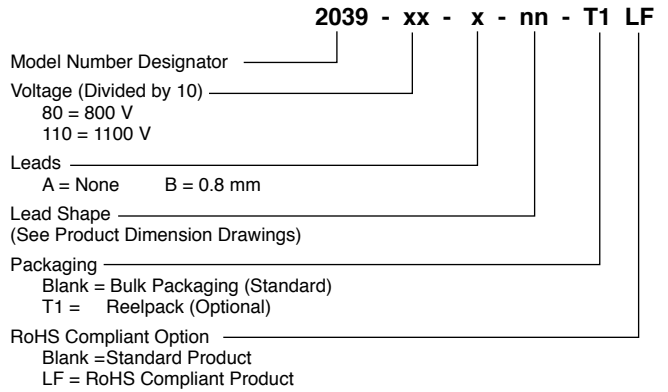 2039 - xx - x - nn - T1 LF
Model Number Designator
Voltage (Divided by 10)
80 = 800 V
110 = 1100 V
Leads
A = None B = 0.8 mm
Lead Shape
(See Product Dimension Drawings)
Packaging
Blank = Bulk Packaging (Standard)
T1 = Reelpack (Optional)
RoHS Compliant Option
Blank =Standard Product
LF = RoHS Compliant Product